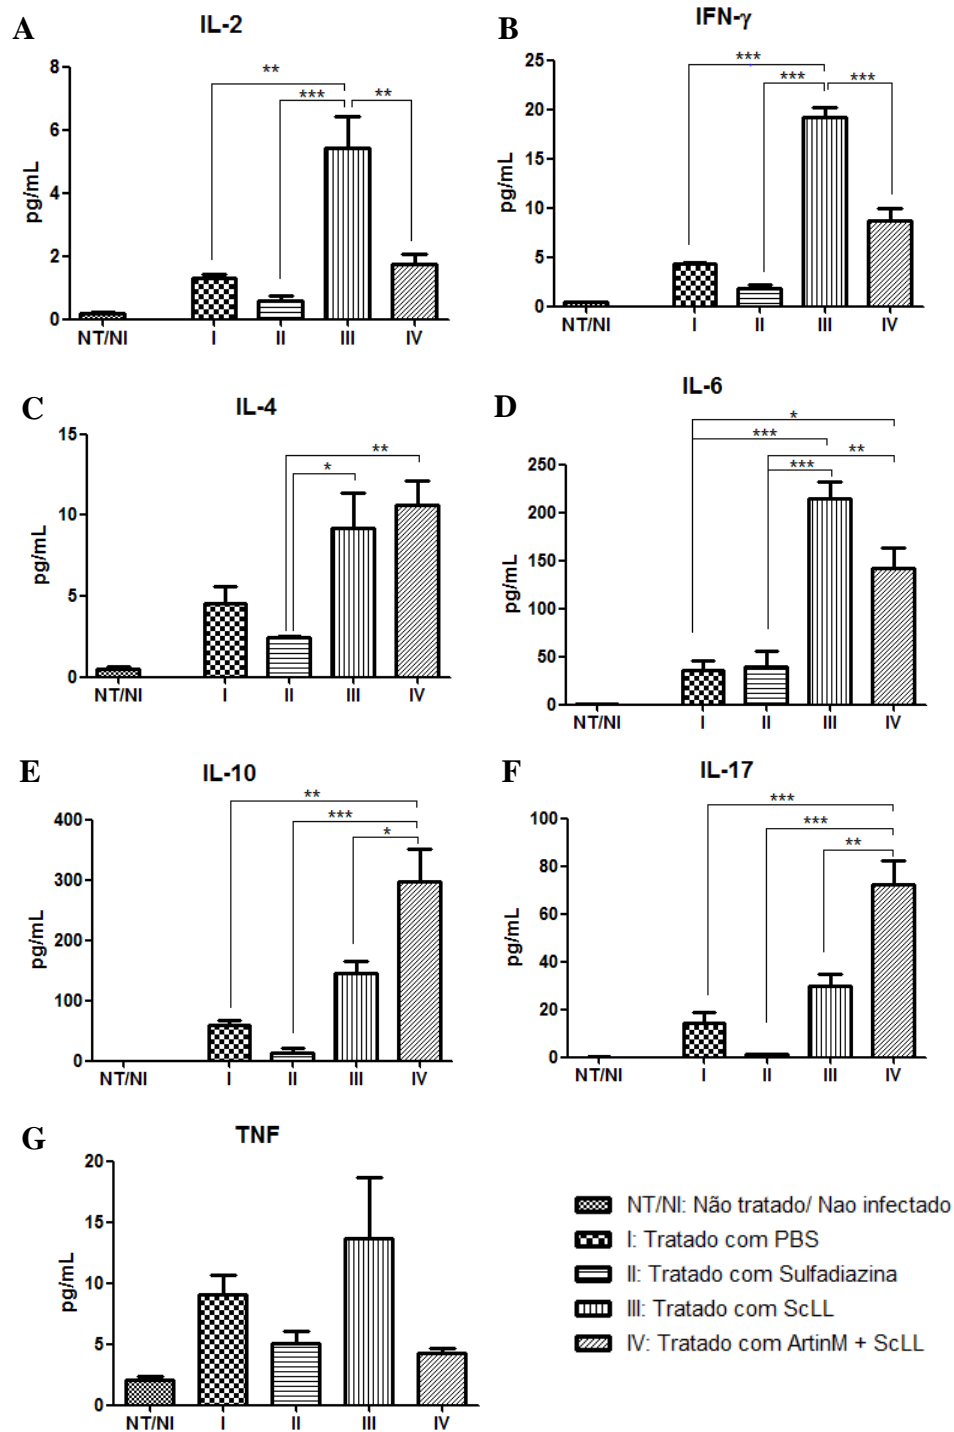 A
IL-2
pg/mL
8
6
4
2
0
**
***
**
NT/NI
I
II
III
IV
B
IFN-γ
pg/mL
25
20
15
10
5
0
***
***
***
NT/NI
I
II
III
IV
C
IL-4
pg/mL
15
10
5
0
**
*
NT/NI
I
II
III
IV
D
IL-6
pg/mL
250
200
150
100
50
0
*
***
**
***
NT/NI
I
II
III
IV
E
IL-10
pg/mL
400
300
200
100
0
**
***
*
NT/NI
I
II
III
IV
F
IL-17
pg/mL
100
80
60
40
20
0
***
***
**
NT/NI
I
II
III
IV
G
TNF
pg/mL
20
15
10
5
0
NT/NI
I
II
III
IV
NT/NI: Não tratado/ Nao infectado
I: Tratado com PBS
II: Tratado com Sulfadiazina
III: Tratado com ScLL
IV: Tratado com ArtinM + ScLL